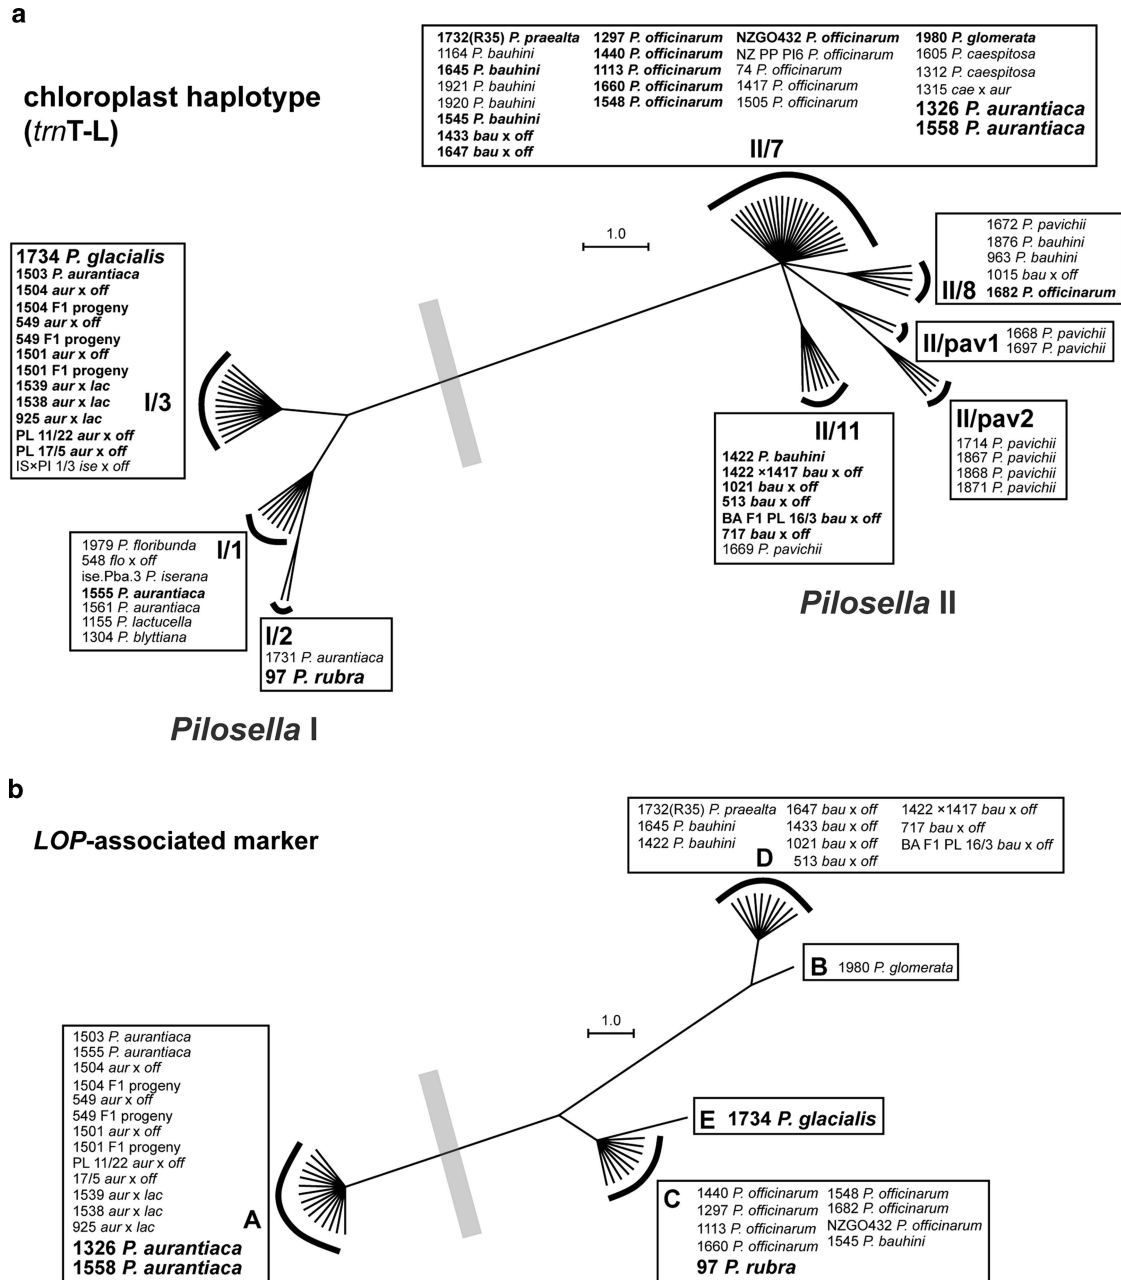 a
chloroplast haplotype
(trnT-L)
1732(R35) P. praealta
1164 P. bauhini
1645 P. bauhini
1921 P. bauhini
1920 P. bauhini
1545 P. bauhini
1433 bau x off
1647 bau x off
1297 P. officinarum
1440 P. officinarum
1113 P. officinarum
1660 P. officinarum
1548 P. officinarum
NZGO432 P. officinarum
NZ PP PI6 P. officinarum
74 P. officinarum
1417 P. officinarum
1505 P. officinarum
1980 P. glomerata
1605 P. caespitosa
1312 P. caespitosa
1315 cae x aur
1326 P. aurantiaca
1558 P. aurantiaca
II/7
1.0
1734 P. glacialis
1503 P. aurantiaca
1504 aur x off
1504 F1 progeny
549 aur x off
549 F1 progeny
1501 aur x off
1501 F1 progeny
1539 aur x lac
1538 aur x lac
925 aur x lac
PL 11/22 aur x off
PL 17/5 aur x off
IS×PI 1/3 ise x off
I/3
1672 P. pavichii
1876 P. bauhini
963 P. bauhini
1015 bau x off
1682 P. officinarum
II/8
II/pav1
1668 P. pavichii
1697 P. pavichii
II/pav2
1714 P. pavichii
1867 P. pavichii
1868 P. pavichii
1871 P. pavichii
II/11
1422 P. bauhini
1422 ×1417 bau x off
1021 bau x off
513 bau x off
BA F1 PL 16/3 bau x off
717 bau x off
1669 P. pavichii
I/1
1979 P. floribunda
548 flo x off
ise.Pba.3 P. iserana
1555 P. aurantiaca
1561 P. aurantiaca
1155 P. lactucella
1304 P. blyttiana
I/2
1731 P. aurantiaca
97 P. rubra
Pilosella II
Pilosella I
b
LOP-associated marker
1732(R35) P. praealta
1645 P. bauhini
1422 P. bauhini
1647 bau x off
1433 bau x off
1021 bau x off
513 bau x off
1422 ×1417 bau x off
717 bau x off
BA F1 PL 16/3 bau x off
D
B 1980 P. glomerata
1.0
E 1734 P. glacialis
1503 P. aurantiaca
1555 P. aurantiaca
1504 aur x off
1504 F1 progeny
549 aur x off
549 F1 progeny
1501 aur x off
1501 F1 progeny
PL 11/22 aur x off
17/5 aur x off
1539 aur x lac
1538 aur x lac
925 aur x lac
1326 P. aurantiaca
1558 P. aurantiaca
A
C
1440 P. officinarum
1297 P. officinarum
1113 P. officinarum
1660 P. officinarum
97 P. rubra
1548 P. officinarum
1682 P. officinarum
NZGO432 P. officinarum
1545 P. bauhini